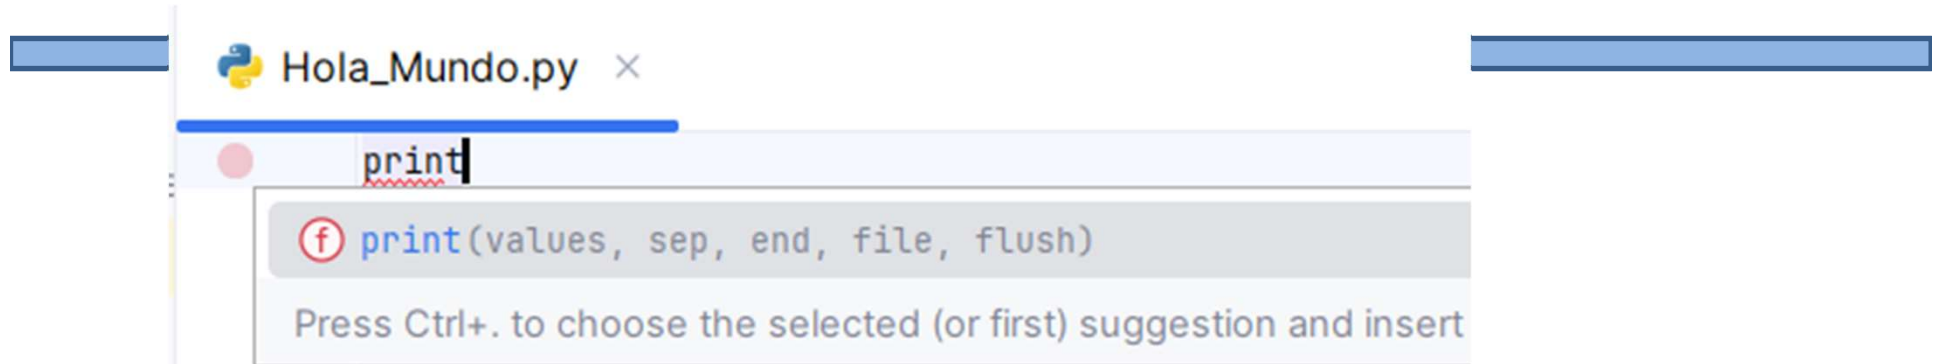 Hola_Mundo.py
print
f print(values, sep, end, file, flush)
Press Ctrl+. to choose the selected (or first) suggestion and insert